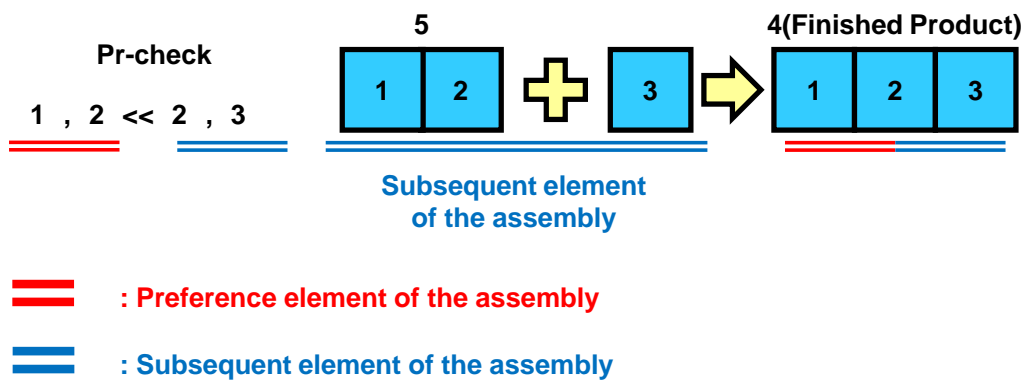 5
4(Finished Product)
Pr-check
1 2 3 1 2 3
1 , 2 << 2 , 3
Subsequent element
of the assembly
: Preference element of the assembly
: Subsequent element of the assembly